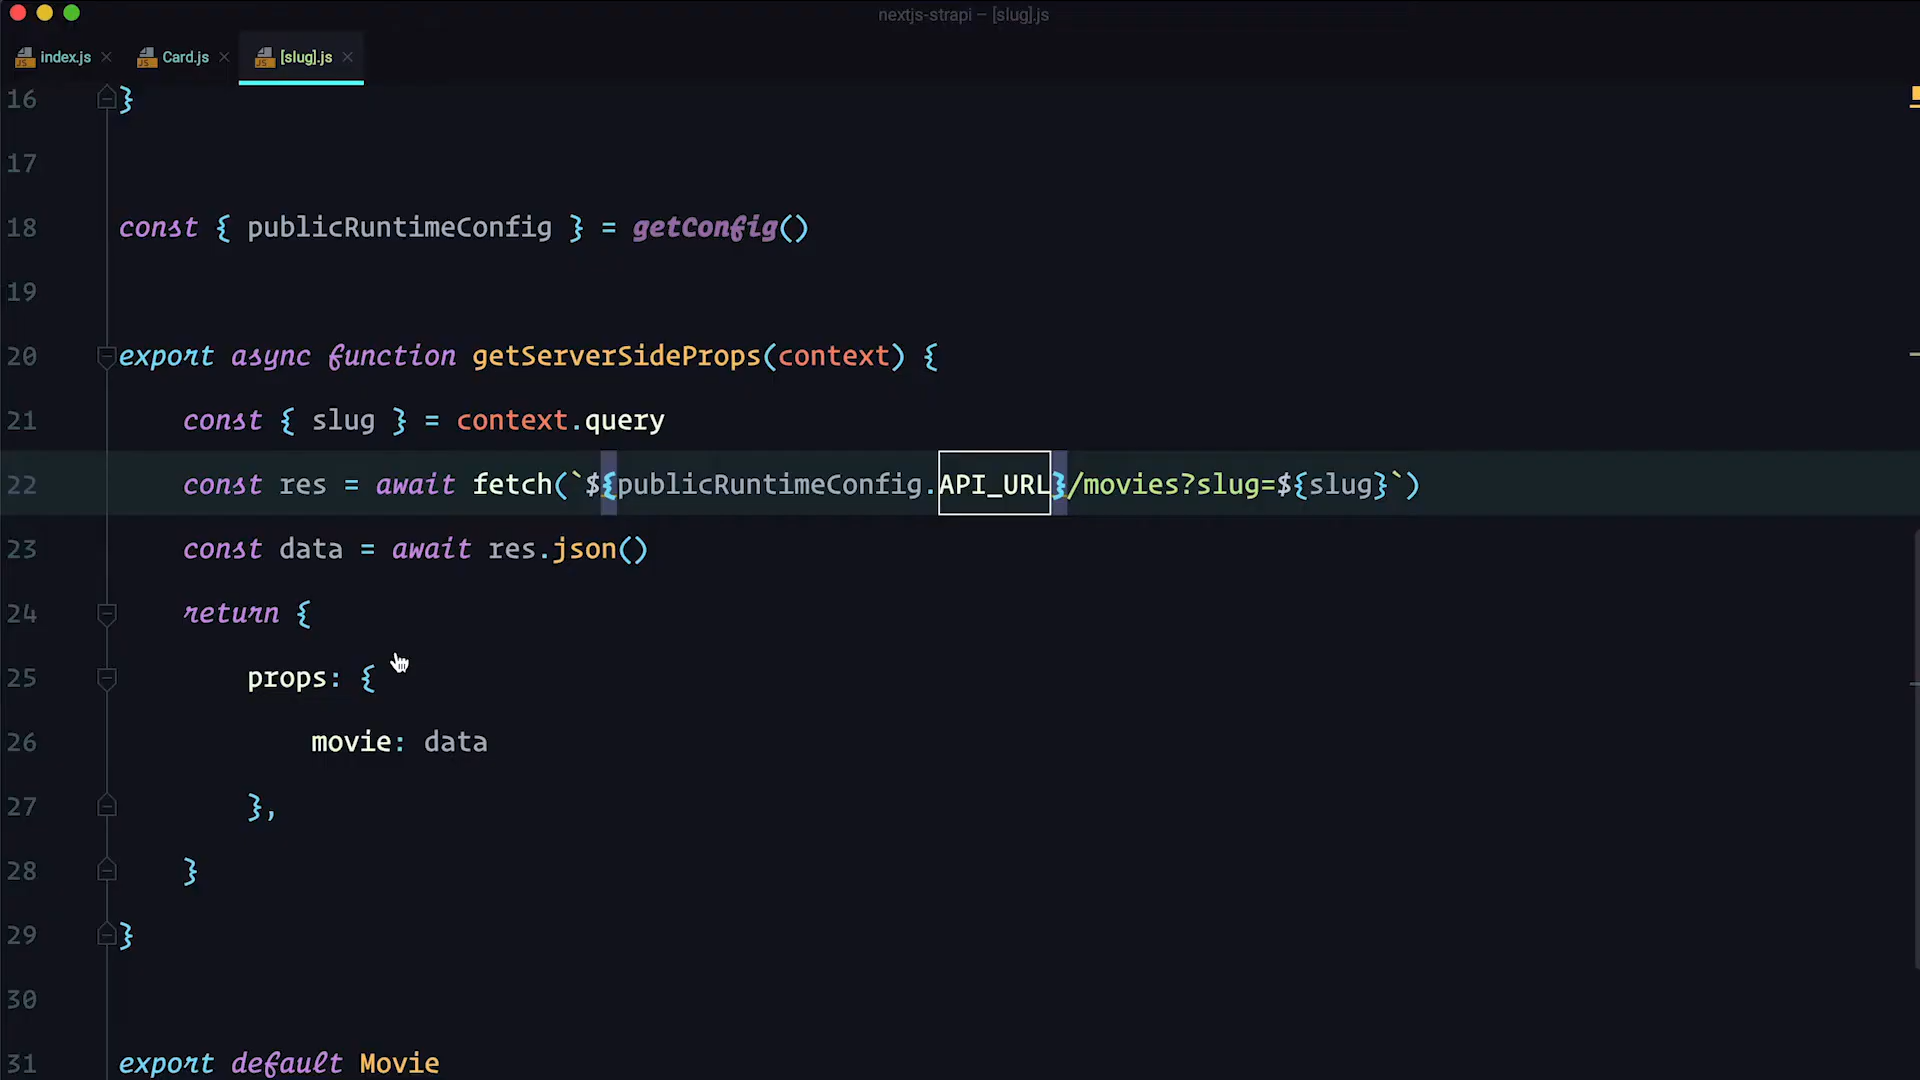 nextjs-strapi – [slug].js
index.js
Card.js
[slug].js
16 }
17
18 const { publicRuntimeConfig } = getConfig()
19
20 export async function getServerSideProps(context) {
21 const { slug } = context.query
22 const res = await fetch(`${publicRuntimeConfig.API_URL}/movies?slug=${slug}`)
23 const data = await res.json()
24 return {
25 props: {
26 movie: data
27 },
28 }
29 }
30
31 export default Movie